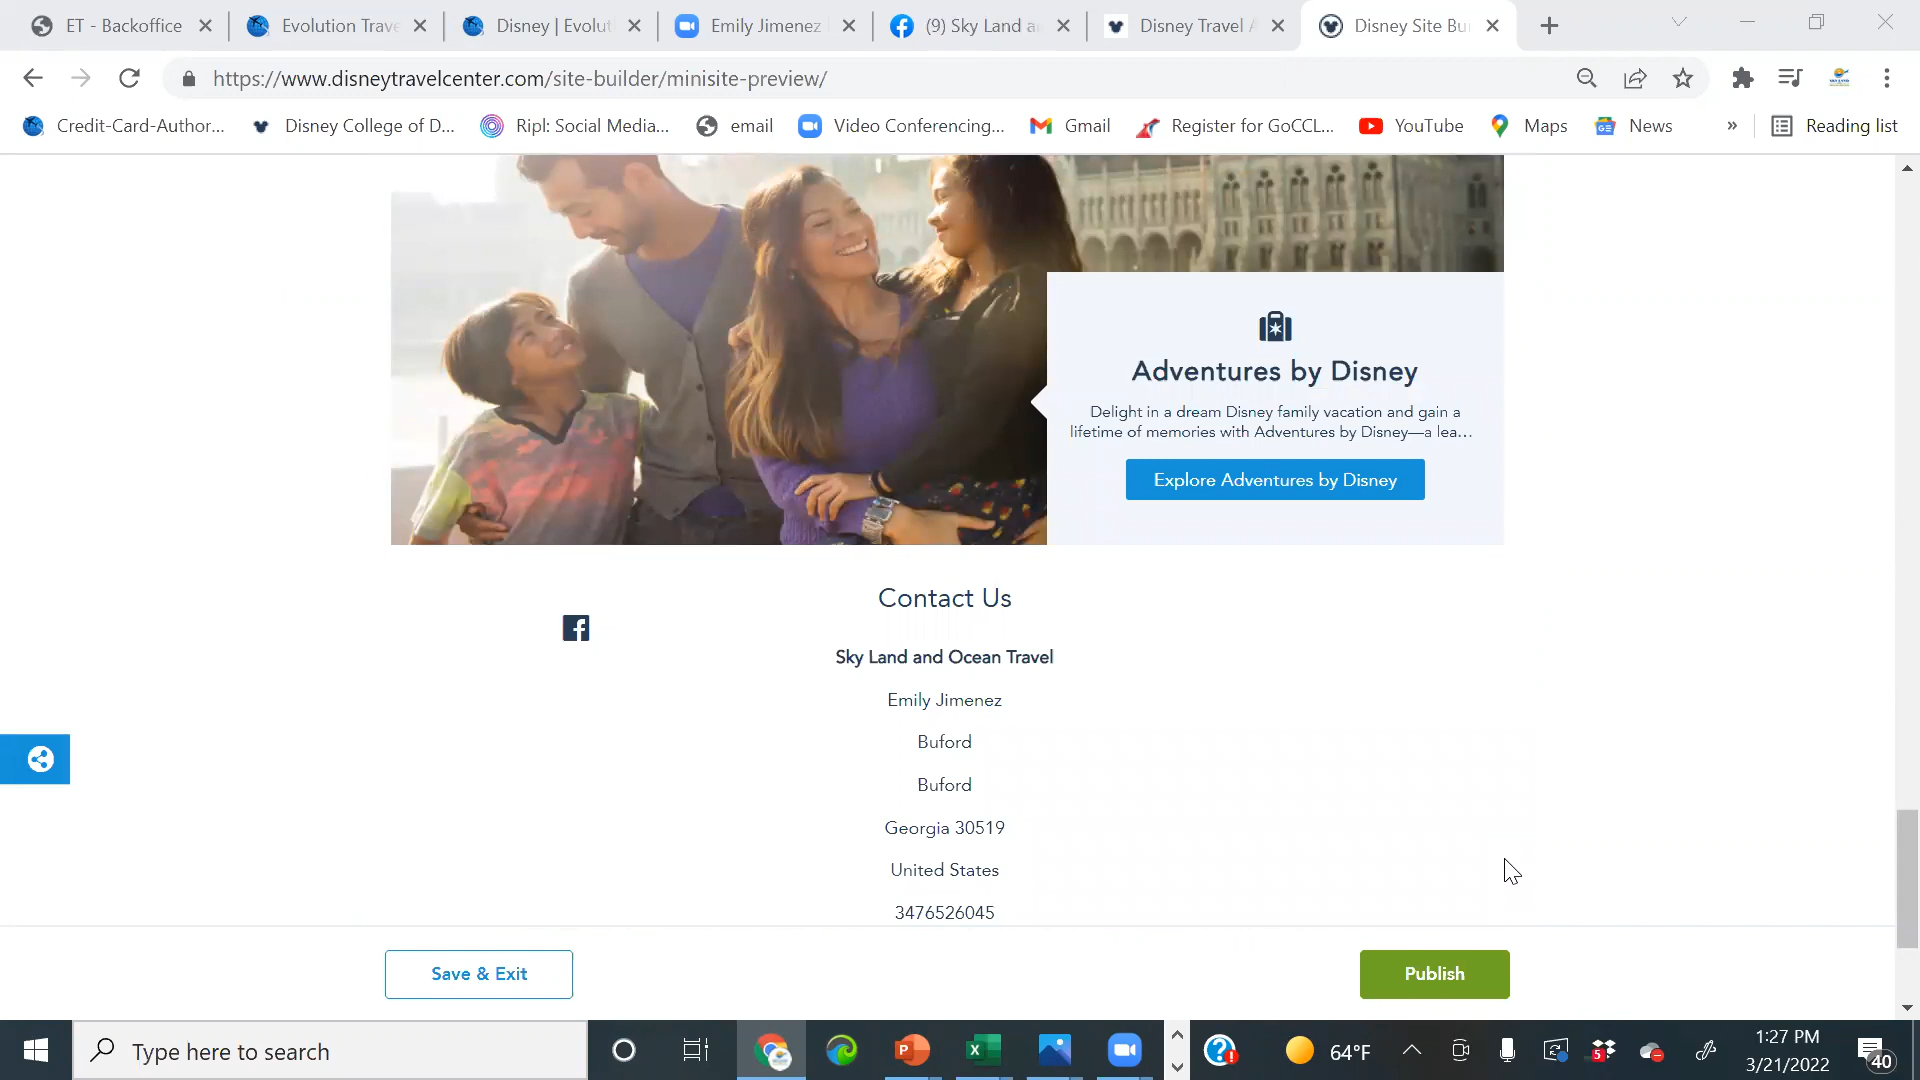 ET - Backoffice
Evolution Trave
Disney | Evolut
Emily Jimenez
(9) Sky Land a
Disney Travel A
Disney Site Bu
https://www.disneytravelcenter.com/site-builder/minisite-preview/
Credit-Card-Author...
Disney College of D...
Ripl: Social Media...
email
Video Conferencing...
Gmail
Register for GoCCL...
YouTube
Maps
News
»
Reading list
Adventures by Disney
Delight in a dream Disney family vacation and gain a
lifetime of memories with Adventures by Disney—a lea...
Explore Adventures by Disney
Contact Us
Sky Land and Ocean Travel
Emily Jimenez
Buford
Buford
Georgia 30519
United States
3476526045
Save & Exit
Publish
Type here to search
64°F
5
1:27 PM
3/21/2022
40